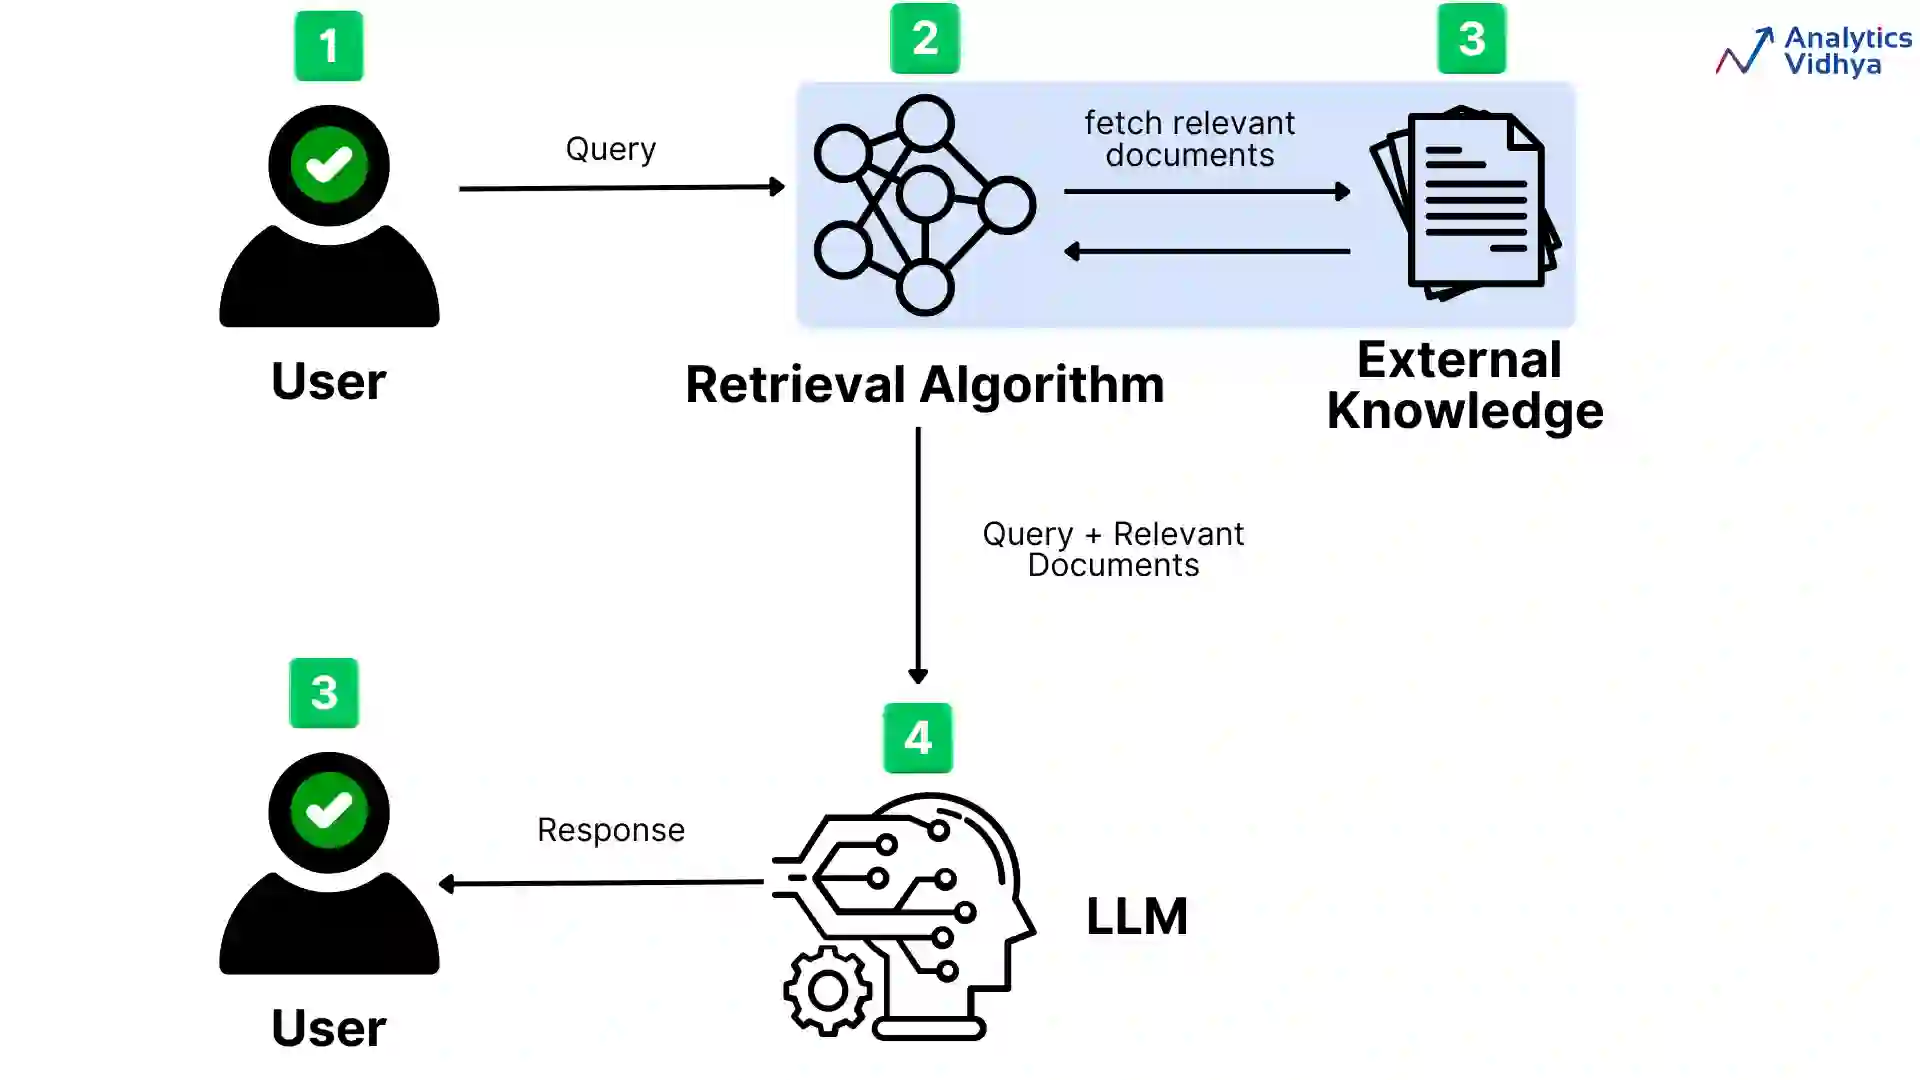 1
2
3
Analytics
Vidhya
Query
fetch relevant
documents
User
Retrieval Algorithm
External
Knowledge
Query + Relevant
Documents
3
4
Response
LLM
User